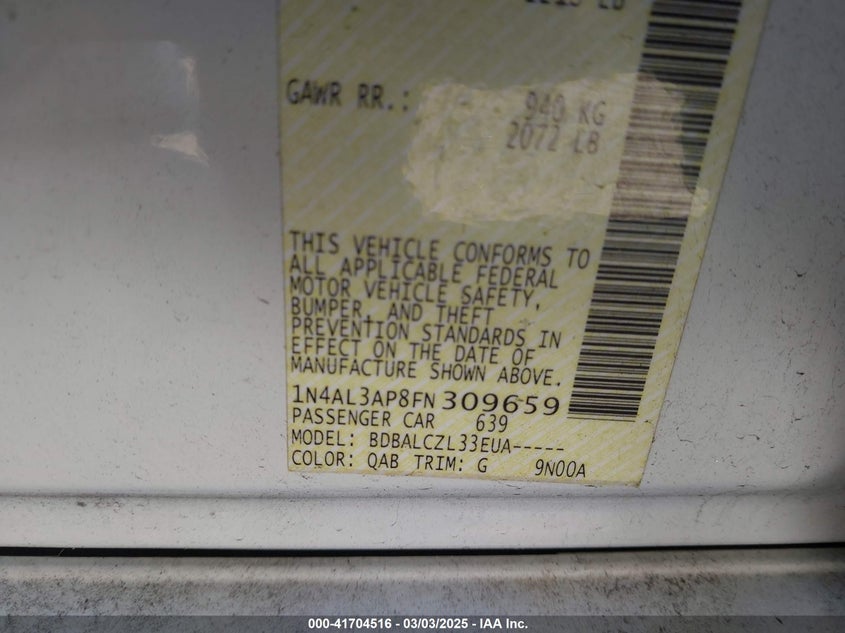 GAWR RR.: 940 KG
2072 LB
THIS VEHICLE CONFORMS TO
ALL APPLICABLE FEDERAL
MOTOR VEHICLE SAFETY,
BUMPER, AND THEFT
PREVENTION STANDARDS IN
EFFECT ON THE DATE OF
MANUFACTURE SHOWN ABOVE.
1N4AL3AP8FN309659
PASSENGER CAR 639
MODEL: BDBALCZL33EUA-----
COLOR: QAB TRIM: G 9N00A
000-41704516 - 03/03/2025 - IAA Inc.